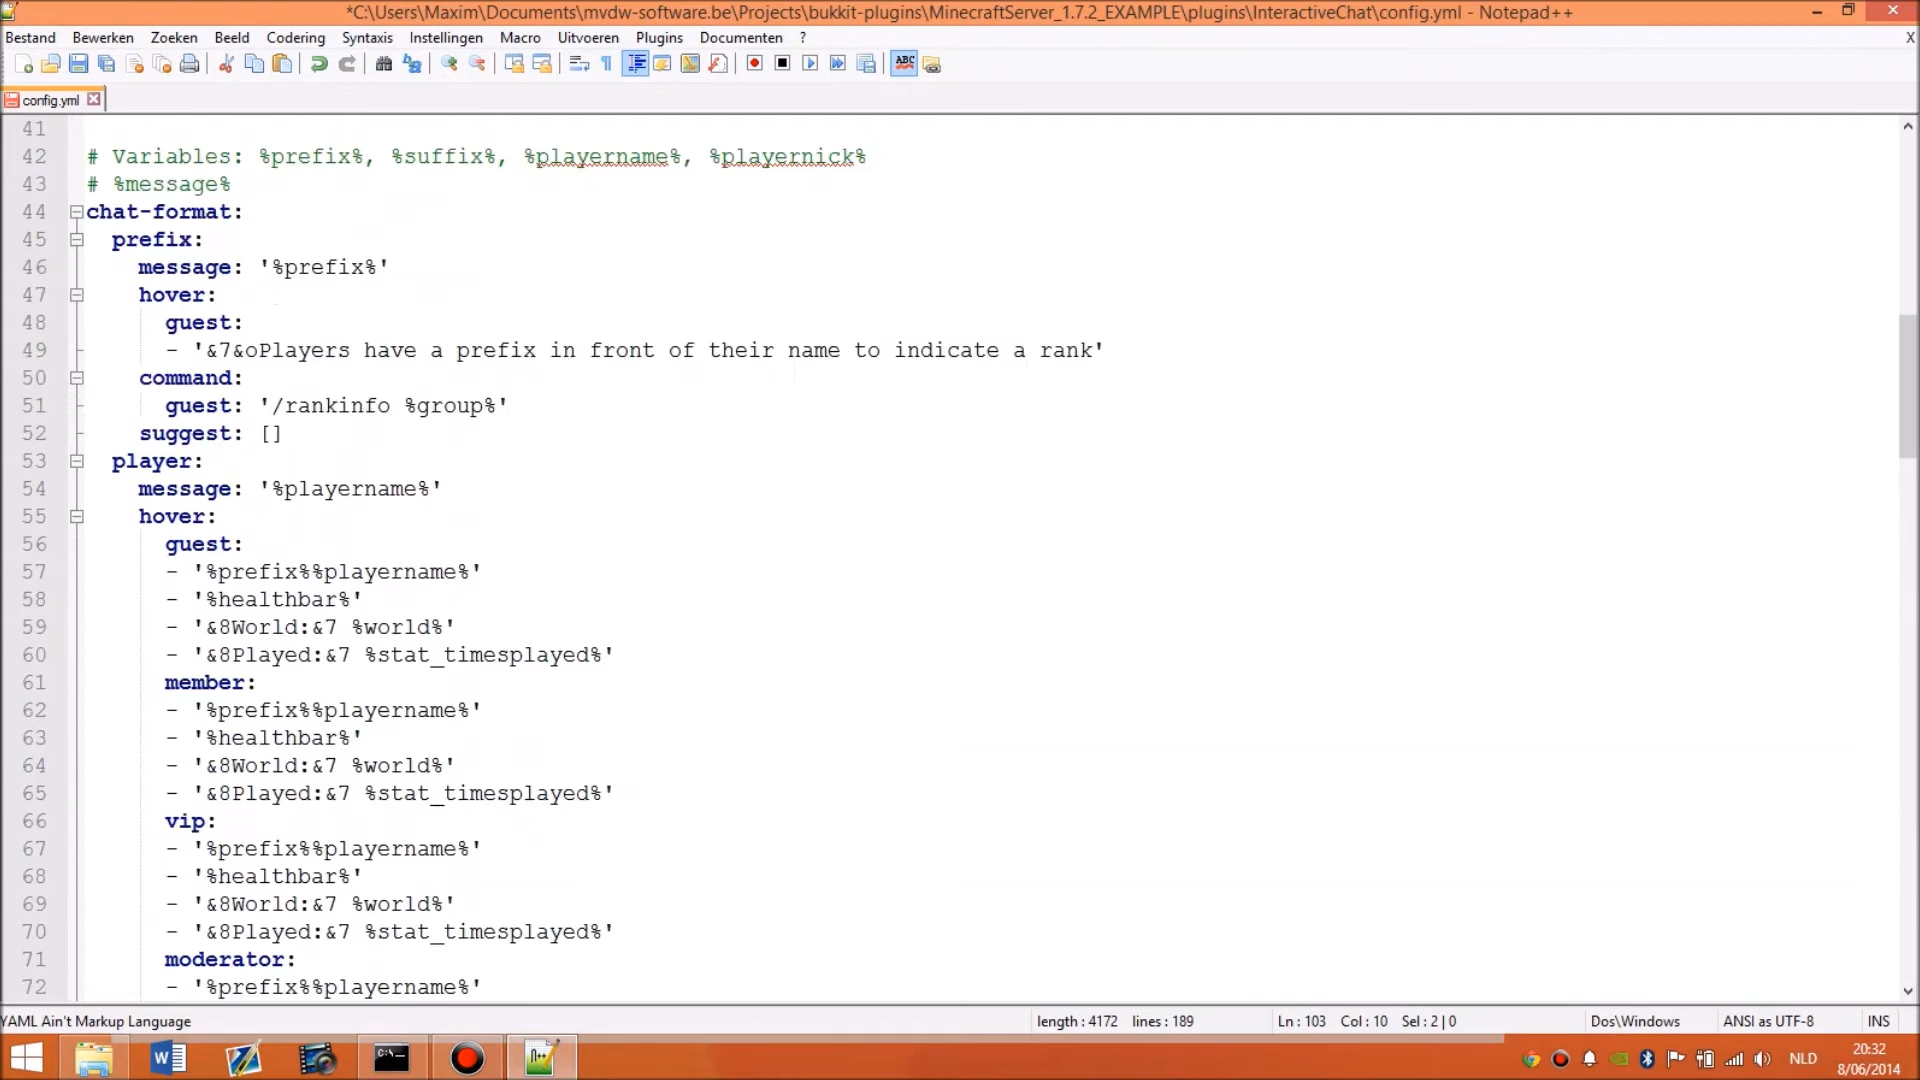 *C:\Users\Maxim\Documents\mvdw-software.be\Projects\bukkit-plugins\MinecraftServer_1.7.2_EXAMPLE\plugins\InteractiveChat\config.yml - Notepad++
Bestand Bewerken Zoeken Beeld Codering Syntaxis Instellingen Macro Uitvoeren Plugins Documenten ? X
ABC
config.yml
41
42 # Variables: %prefix%, %suffix%, %playername%, %playernick%
43 # %message%
44 chat-format:
45 prefix:
46 message: '%prefix%'
47 hover:
48 guest:
49 - '&7&oPlayers have a prefix in front of their name to indicate a rank'
50 command:
51 guest: '/rankinfo %group%'
52 suggest: []
53 player:
54 message: '%playername%'
55 hover:
56 guest:
57 - '%prefix%%playername%'
58 - '%healthbar%'
59 - '&8World:&7 %world%'
60 - '&8Played:&7 %stat_timesplayed%'
61 member:
62 - '%prefix%%playername%'
63 - '%healthbar%'
64 - '&8World:&7 %world%'
65 - '&8Played:&7 %stat_timesplayed%'
66 vip:
67 - '%prefix%%playername%'
68 - '%healthbar%'
69 - '&8World:&7 %world%'
70 - '&8Played:&7 %stat_timesplayed%'
71 moderator:
72 - '%prefix%%playername%'
YAML Ain't Markup Language length : 4172 lines : 189 Ln : 103 Col : 10 Sel : 2 | 0 Dos\Windows ANSI as UTF-8 INS
NLD
20:32
8/06/2014